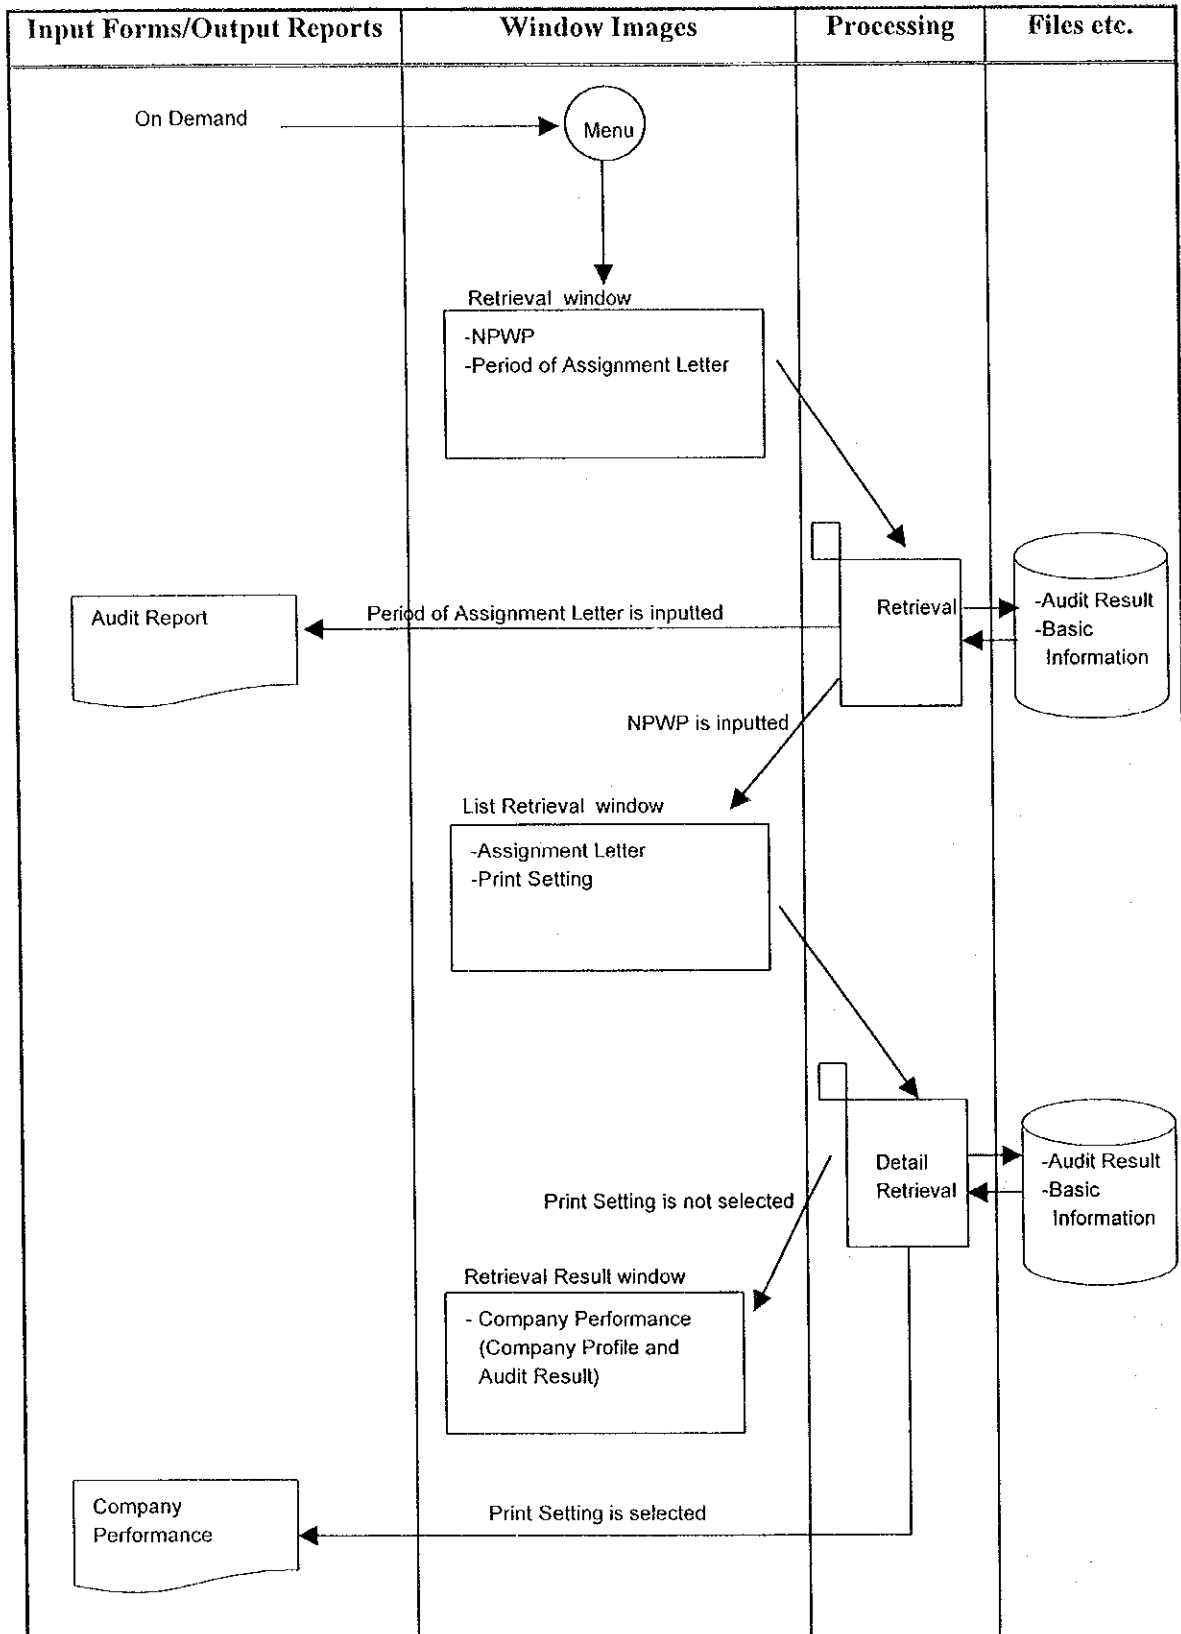 Input Forms/Output Reports
Window Images
Processing
Files etc.
On Demand
Menu
Retrieval window
-NPWP
-Period of Assignment Letter
Audit Report
Period of Assignment Letter is inputted
Retrieval
-Audit Result
-Basic
Information
NPWP is inputted
List Retrieval window
-Assignment Letter
-Print Setting
Detail
Retrieval
-Audit Result
-Basic
Information
Print Setting is not selected
Retrieval Result window
- Company Performance
(Company Profile and
Audit Result)
Company
Performance
Print Setting is selected